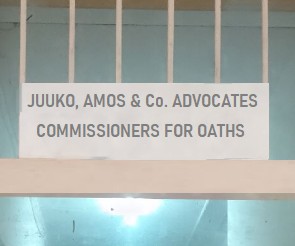 JUUKO, AMOS & Co. ADVOCATES
COMMISSIONERS FOR OATHS